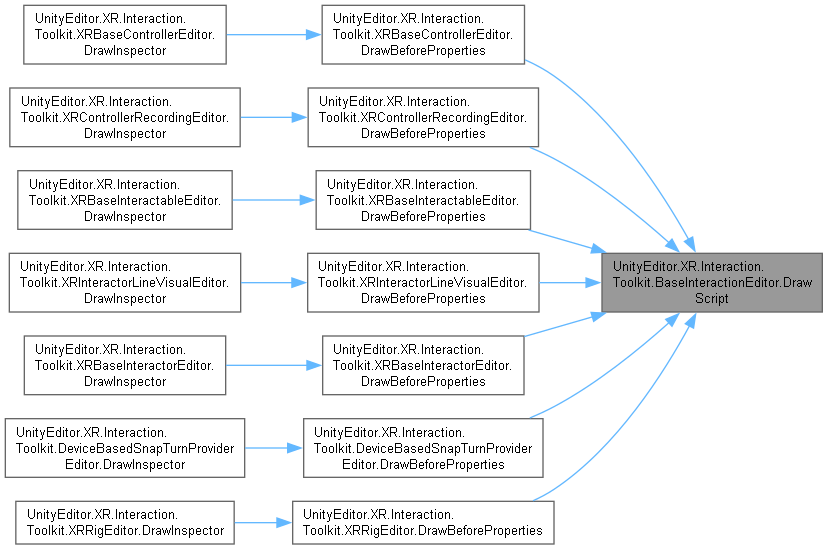 UnityEditor.XR.Interaction.
Toolkit.XRBaseControllerEditor.
DrawInspector
UnityEditor.XR.Interaction.
Toolkit.XRBaseControllerEditor.
DrawBeforeProperties
UnityEditor.XR.Interaction.
Toolkit.XRControllerRecordingEditor.
DrawInspector
UnityEditor.XR.Interaction.
Toolkit.XRControllerRecordingEditor.
DrawBeforeProperties
UnityEditor.XR.Interaction.
Toolkit.XRBaseInteractableEditor.
DrawInspector
UnityEditor.XR.Interaction.
Toolkit.XRBaseInteractableEditor.
DrawBeforeProperties
UnityEditor.XR.Interaction.
Toolkit.BaseInteractionEditor.Draw
Script
UnityEditor.XR.Interaction.
Toolkit.XRInteractorLineVisualEditor.
DrawInspector
UnityEditor.XR.Interaction.
Toolkit.XRInteractorLineVisualEditor.
DrawBeforeProperties
UnityEditor.XR.Interaction.
Toolkit.XRBaseInteractorEditor.
DrawInspector
UnityEditor.XR.Interaction.
Toolkit.XRBaseInteractorEditor.
DrawBeforeProperties
UnityEditor.XR.Interaction.
Toolkit.DeviceBasedSnapTurnProvider
Editor.DrawInspector
UnityEditor.XR.Interaction.
Toolkit.DeviceBasedSnapTurnProvider
Editor.DrawBeforeProperties
UnityEditor.XR.Interaction.
Toolkit.XRRigEditor.DrawInspector
UnityEditor.XR.Interaction.
Toolkit.XRRigEditor.DrawBeforeProperties